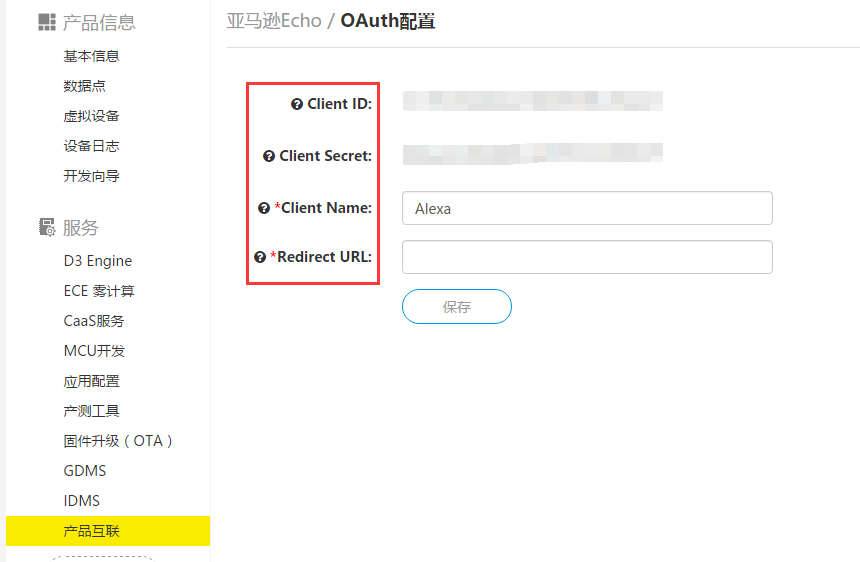 产品信息
基本信息
数据点
虚拟设备
设备日志
开发向导
服务
D3 Engine
ECE 雾计算
CaaS服务
MCU开发
应用配置
产测工具
固件升级（OTA）
GDMS
IDMS
产品互联
亚马逊Echo / OAuth配置
Client ID:
Client Secret:
*Client Name: Alexa
*Redirect URL:
保存